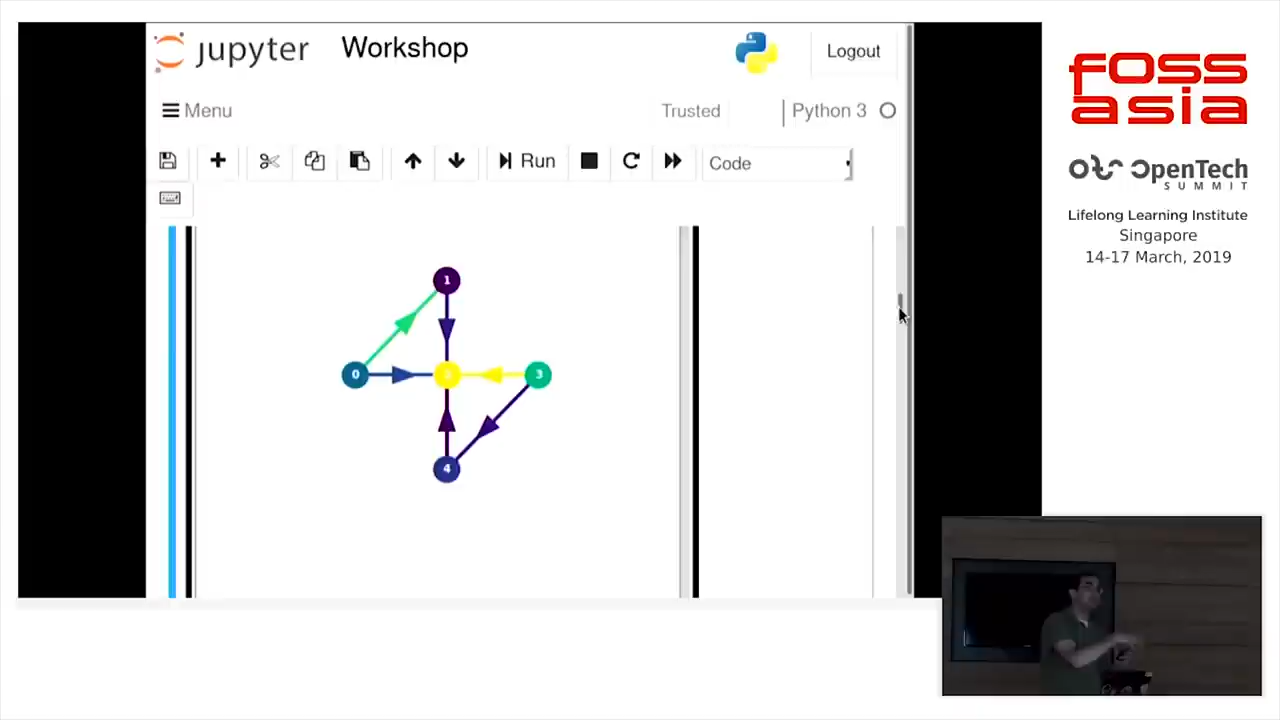 jupyter Workshop
Logout
Menu
Trusted
Python 3
Run
Code
1
0
3
4
FOSS
ASIA
OpenTech
SUMMIT
Lifelong Learning Institute
Singapore
14-17 March, 2019